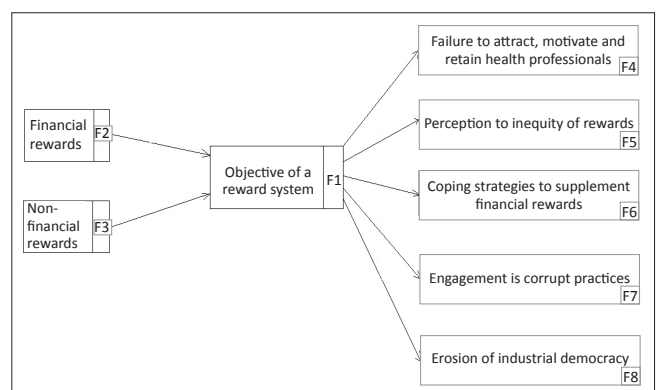 Financial
rewards
F2
Non-
financial
rewards
F3
Objective of a
reward system
F1
Failure to attract, motivate and
retain health professionals
F4
Perception to inequity of rewards
F5
Coping strategies to supplement
financial rewards
F6
Engagement is corrupt practices
F7
Erosion of industrial democracy
F8